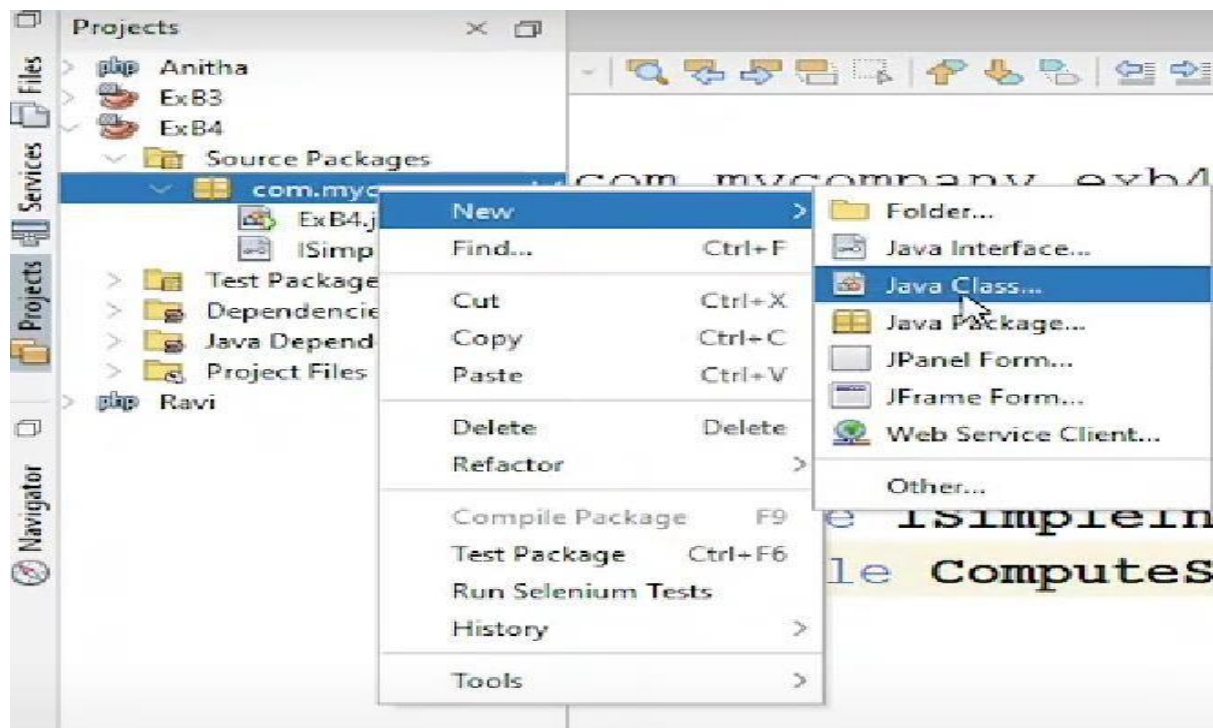 Projects
Files
Services
Projects
Navigator
php Anitha
ExB3
ExB4
Source Packages
com.myc
ExB4.j
ISimp
Test Package
Dependencie
Java Depend
Project Files
php Ravi
com.mycompany.exb4
New
Find... Ctrl+F
Cut Ctrl+X
Copy Ctrl+C
Paste Ctrl+V
Delete Delete
Refactor
Compile Package F9
Test Package Ctrl+F6
Run Selenium Tests
History
Tools
Folder...
Java Interface...
Java Class...
Java Package...
JPanel Form...
JFrame Form...
Web Service Client...
Other...
e ISimpleIn
le ComputeS